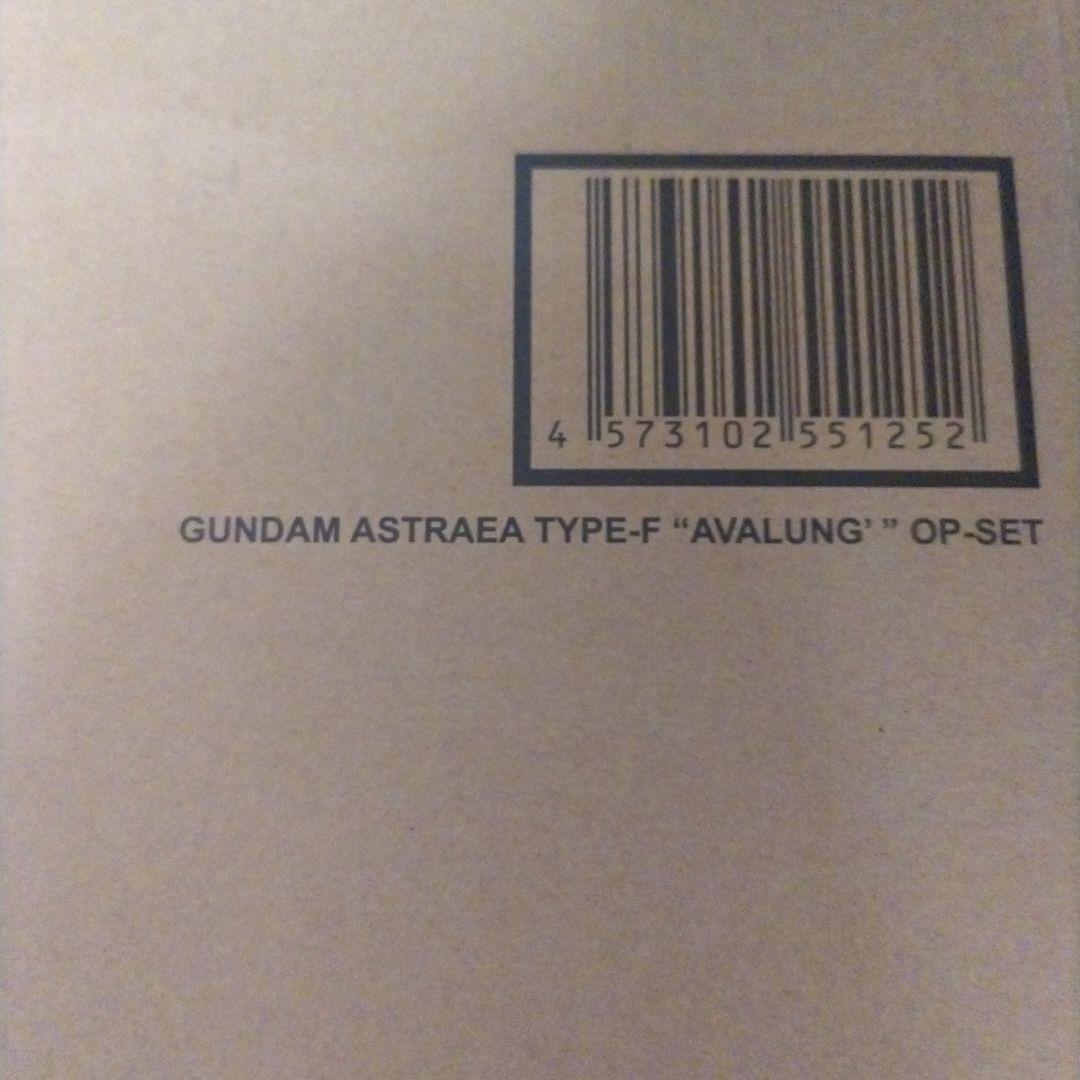 4 573102 551252
GUNDAM ASTRAEA TYPE-F “AVALUNG’ ” OP-SET